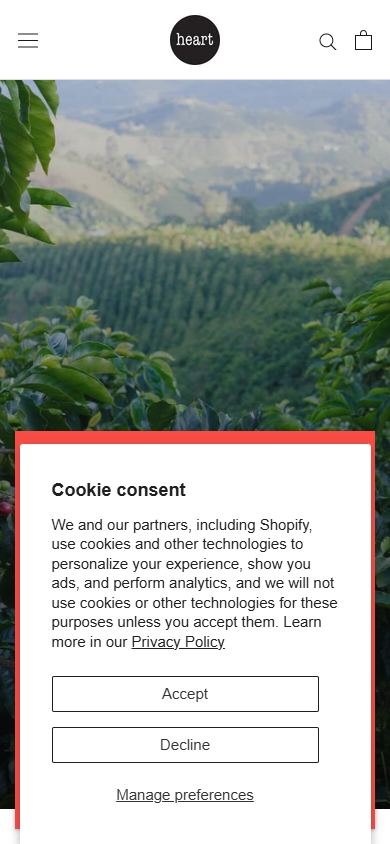 heart
Cookie consent
We and our partners, including Shopify,
use cookies and other technologies to
personalize your experience, show you
ads, and perform analytics, and we will not
use cookies or other technologies for these
purposes unless you accept them. Learn
more in our Privacy Policy
Accept
Decline
Manage preferences